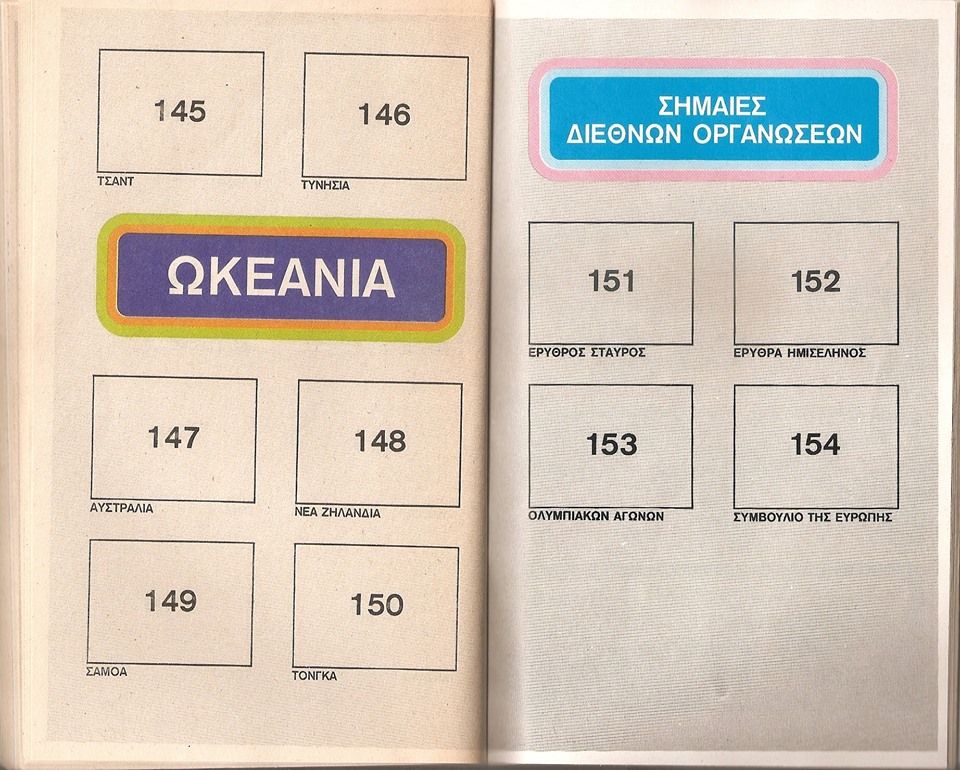 145
146
ΤΣΑΝΤ
ΤΥΝΗΣΙΑ
ΩΚΕΑΝΙΑ
147
148
ΑΥΣΤΡΑΛΙΑ
ΝΕΑ ΖΗΛΑΝΔΙΑ
149
150
ΣΑΜΟΑ
ΤΟΝΓΚΑ
ΣΗΜΑΙΕΣ
ΔΙΕΘΝΩΝ ΟΡΓΑΝΩΣΕΩΝ
151
152
ΕΡΥΘΡΟΣ ΣΤΑΥΡΟΣ
ΕΡΥΘΡΑ ΗΜΙΣΕΛΗΝΟΣ
153
154
ΟΛΥΜΠΙΑΚΩΝ ΑΓΩΝΩΝ
ΣΥΜΒΟΥΛΙΟ ΤΗΣ ΕΥΡΩΠΗΣ